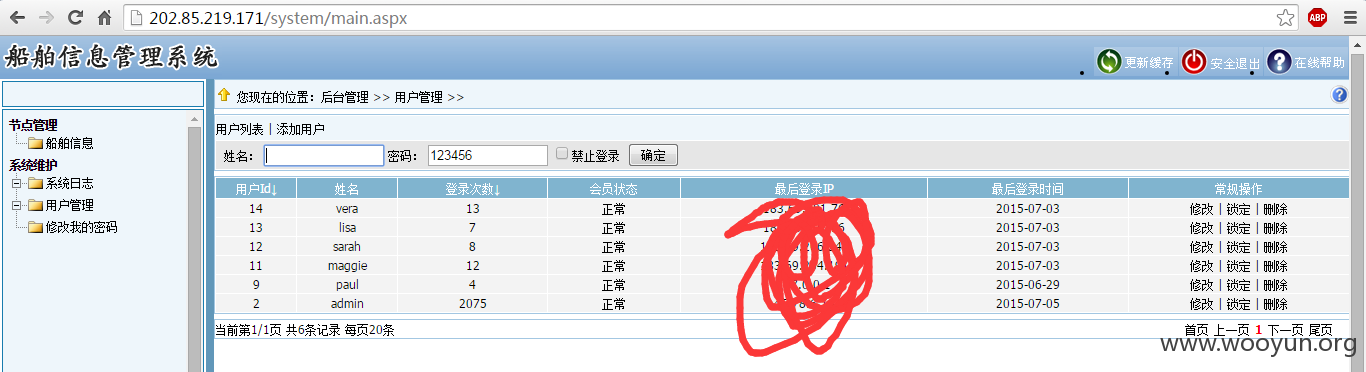 202.85.219.171/system/main.aspx
ABP
船舶信息管理系统
更新缓存 安全退出 在线帮助
您现在的位置：后台管理 >> 用户管理 >>
节点管理
船舶信息
系统维护
系统日志
用户管理
修改我的密码
用户列表 | 添加用户
姓名： 密码： 123456 禁止登录 确定
用户Id↓ 姓名 登录次数↓ 会员状态 最后登录IP 最后登录时间 常规操作
14 vera 13 正常 2015-07-03 修改 | 锁定 | 删除
13 lisa 7 正常 2015-07-03 修改 | 锁定 | 删除
12 sarah 8 正常 2015-07-03 修改 | 锁定 | 删除
11 maggie 12 正常 2015-07-03 修改 | 锁定 | 删除
9 paul 4 正常 2015-06-29 修改 | 锁定 | 删除
2 admin 2075 正常 2015-07-05 修改 | 锁定 | 删除
当前第1/1页 共6条记录 每页20条 首页 上一页 1 下一页 尾页
www.wooyun.org